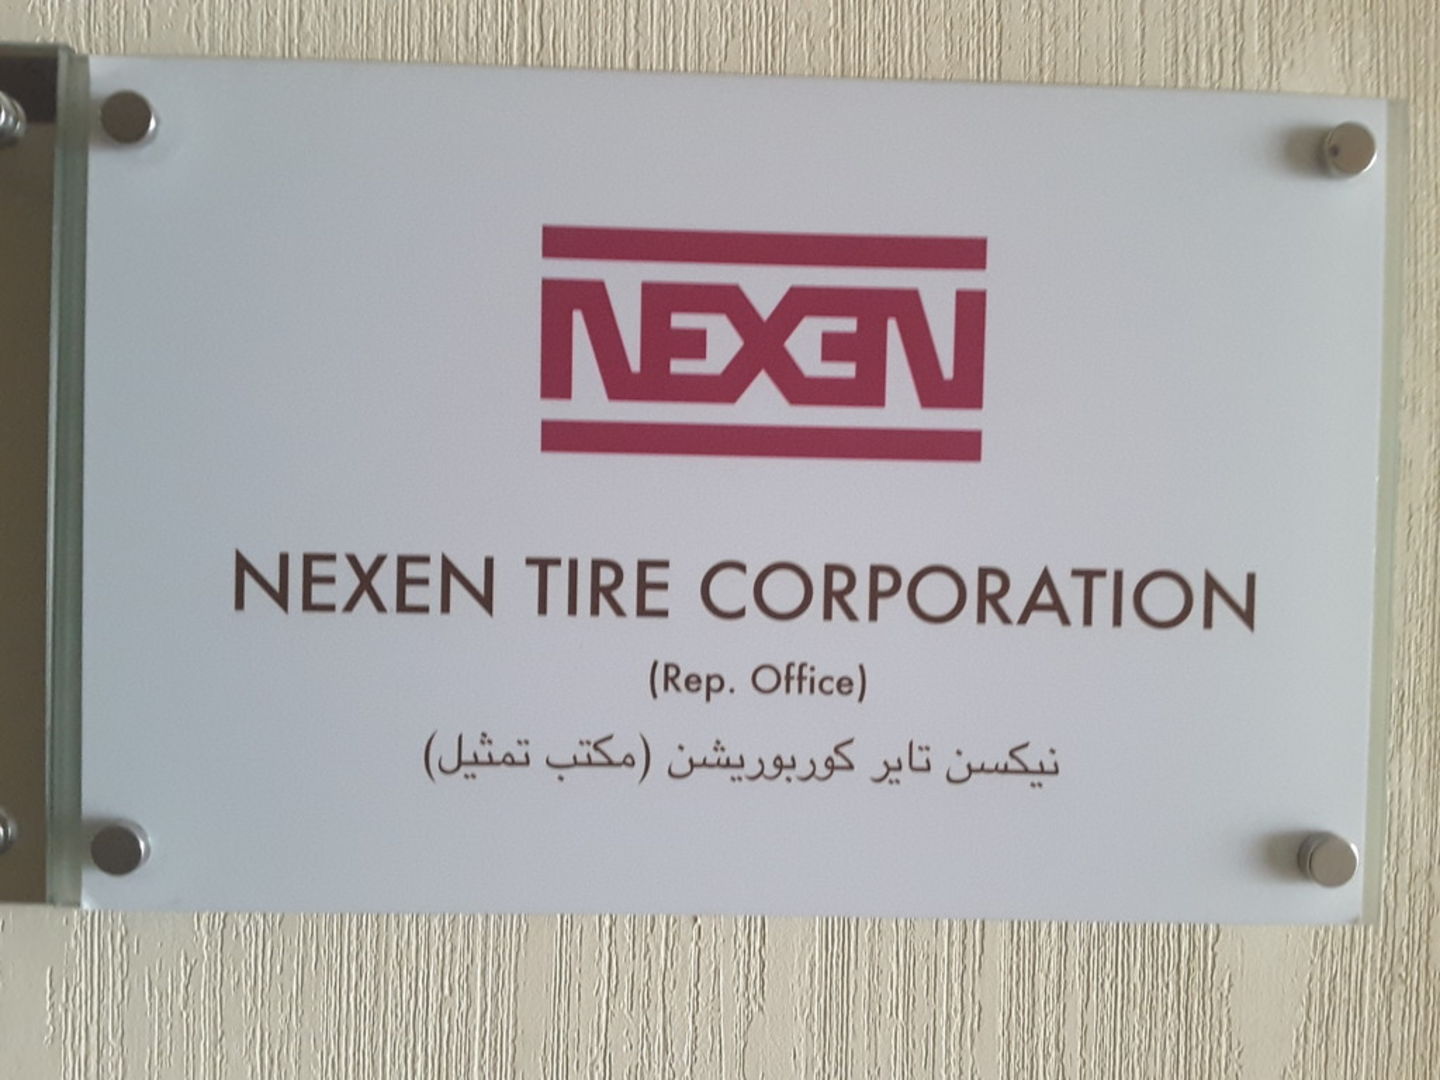 NEXEN
NEXEN TIRE CORPORATION
(Rep. Office)
نيكسن تاير كوربوريشن (مكتب تمثيل)